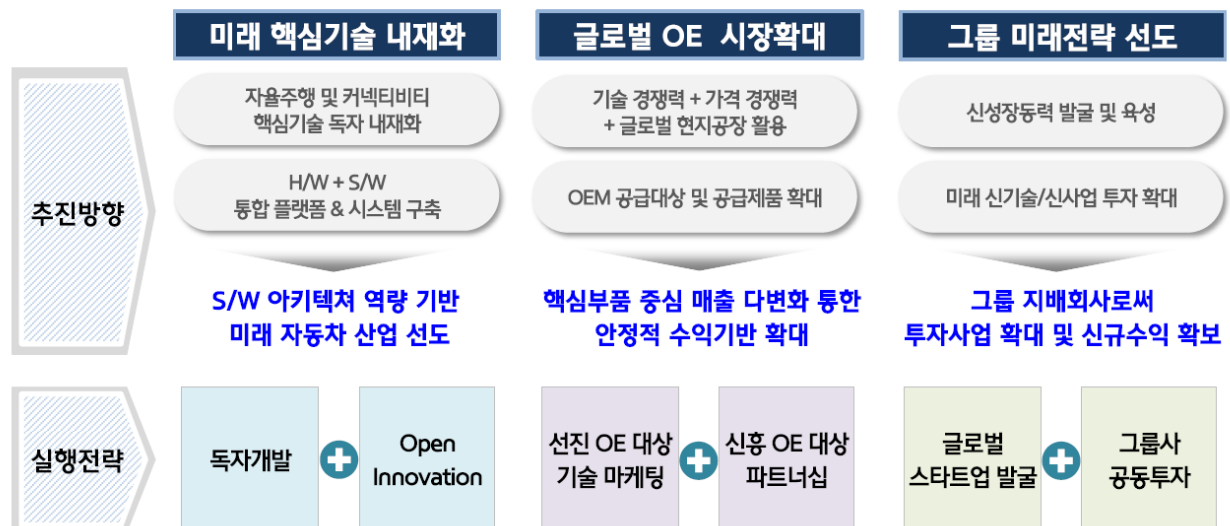 미래 핵심기술 내재화
글로벌 OE 시장확대
그룹 미래전략 선도
추진방향
자율주행 및 커넥티비티
핵심기술 독자 내재화
기술 경쟁력 + 가격 경쟁력
+ 글로벌 현지공장 활용
신성장동력 발굴 및 육성
H/W + S/W
통합 플랫폼 & 시스템 구축
OEM 공급대상 및 공급제품 확대
미래 신기술/신사업 투자 확대
S/W 아키텍쳐 역량 기반
미래 자동차 산업 선도
핵심부품 중심 매출 다변화 통한
안정적 수익기반 확대
그룹 지배회사로써
투자사업 확대 및 신규수익 확보
실행전략
독자개발
Open
Innovation
선진 OE 대상
기술 마케팅
신흥 OE 대상
파트너십
글로벌
스타트업 발굴
그룹사
공동투자